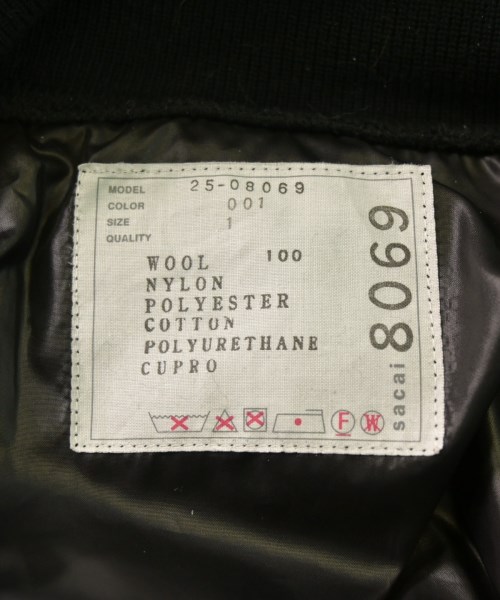 MODEL 25-08069
COLOR 001
SIZE 1
QUALITY
WOOL 100
NYLON
POLYESTER
COTTON
POLYURETHANE
CUPRO
F W
sacai 8069